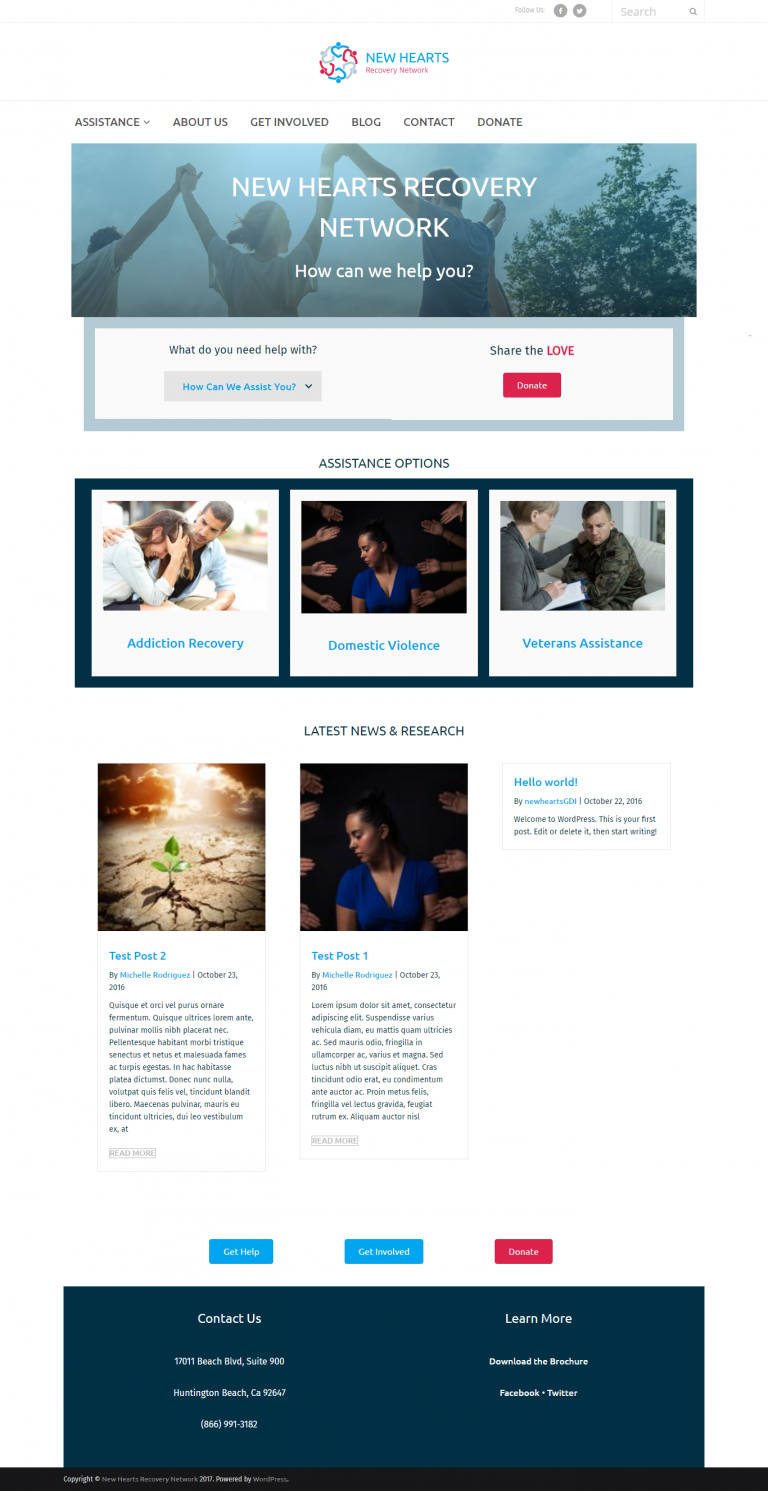 Follow Us:
Search
NEW HEARTS
Recovery Network
ASSISTANCE ABOUT US GET INVOLVED BLOG CONTACT DONATE
NEW HEARTS RECOVERY
NETWORK
How can we help you?
What do you need help with?
How Can We Assist You?
Share the LOVE
Donate
ASSISTANCE OPTIONS
Addiction Recovery
Domestic Violence
Veterans Assistance
LATEST NEWS & RESEARCH
Test Post 2
By Michelle Rodriguez | October 23,
2016
Quisque et orci vel purus ornare
fermentum. Quisque ultrices lorem ante,
pulvinar mollis nibh placerat nec.
Pellentesque habitant morbi tristique
senectus et netus et malesuada fames
ac turpis egestas. In hac habitasse
platea dictumst. Donec nunc nulla,
volutpat quis felis vel, tincidunt blandit
libero. Maecenas pulvinar, mauris eu
tincidunt ultricies, dui leo vestibulum
ex, at
READ MORE
Test Post 1
By Michelle Rodriguez | October 23,
2016
Lorem ipsum dolor sit amet, consectetur
adipiscing elit. Suspendisse varius
vehicula diam, eu mattis quam ultricies
ac. Sed mauris odio, fringilla in
ullamcorper ac, varius et magna. Sed
luctus nibh ut suscipit aliquet. Cras
tincidunt odio erat, eu condimentum
ante auctor ac. Proin metus felis,
fringilla vel lectus gravida, feugiat
rutrum ex. Aliquam auctor nisl
READ MORE
Hello world!
By newheartsGDI | October 22, 2016
Welcome to WordPress. This is your first
post. Edit or delete it, then start writing!
Get Help
Get Involved
Donate
Contact Us
17011 Beach Blvd, Suite 900
Huntington Beach, Ca 92647
(866) 991-3182
Learn More
Download the Brochure
Facebook • Twitter
Copyright © New Hearts Recovery Network 2017. Powered by WordPress.